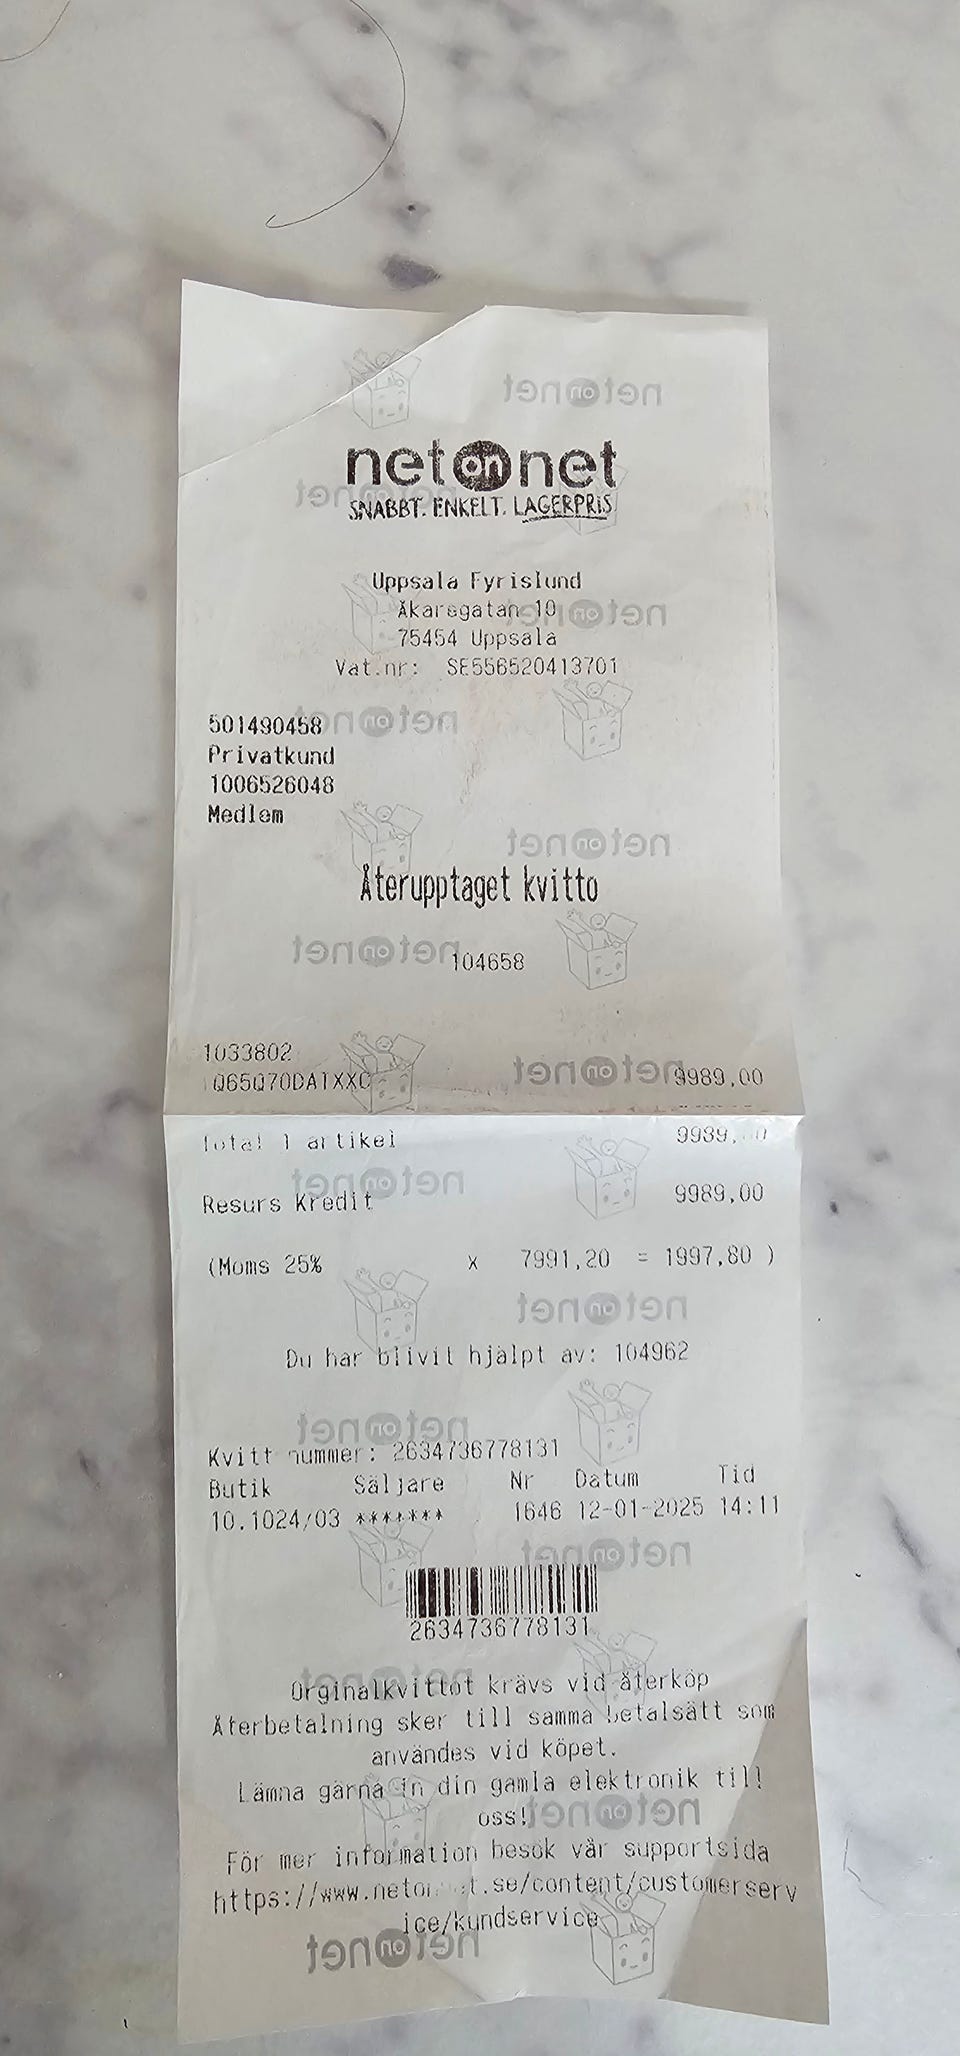 netonnet
SNABBT. ENKELT. LAGERPRIS
Uppsala Fyrislund
Åkaregatan 10
75454 Uppsala
Vat.nr: SE556520413701
501490458
Privatkund
1006526048
Medlem
Återupptaget kvitto
104658
1033802
Q65Q70DATXXC 9989,00
Total 1 artikel
Resurs Kredit 9989,00
(Moms 25% x 7991,20 = 1997,80 )
Du har blivit hjälpt av: 104962
nummer: 2634736778131
Butik Säljare Nr Datum Tid
10.1024/03 ******* 1646 12-01-2025 14:11
2634736778131
Orginalkvittot krävs vid återköp
Återbetalning sker till samma betalsätt som
användes vid köpet.
Lämna gärna in din gamla elektronik till
oss!
För mer information besök vår supportsida
ice/kundservice